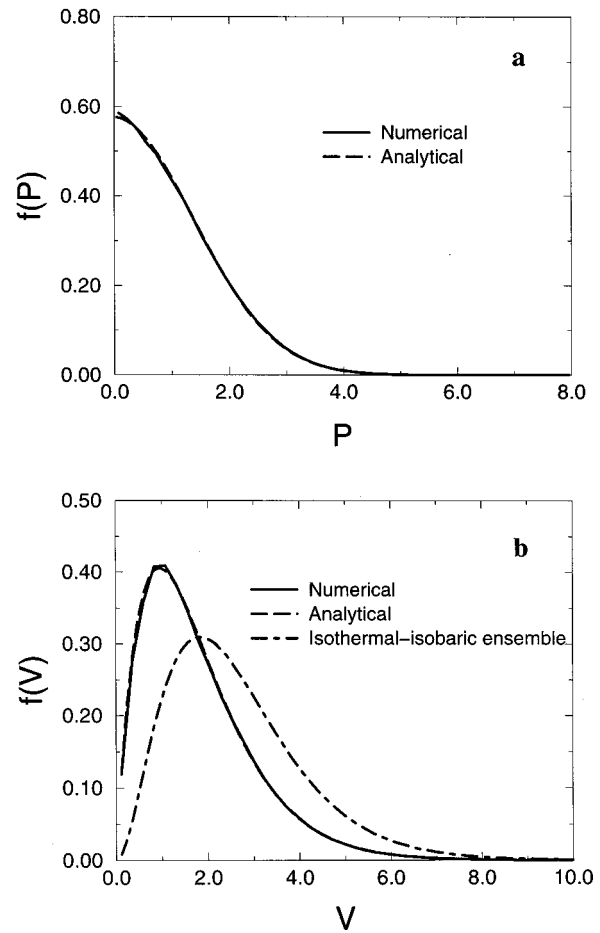 0.80
a
0.60
Numerical
Analytical
f(P)
0.40
0.20
0.00
0.0 2.0 4.0 6.0 8.0
P
0.50
b
0.40
Numerical
Analytical
Isothermal–isobaric ensemble
0.30
f(V)
0.20
0.10
0.00
0.0 2.0 4.0 6.0 8.0 10.0
V